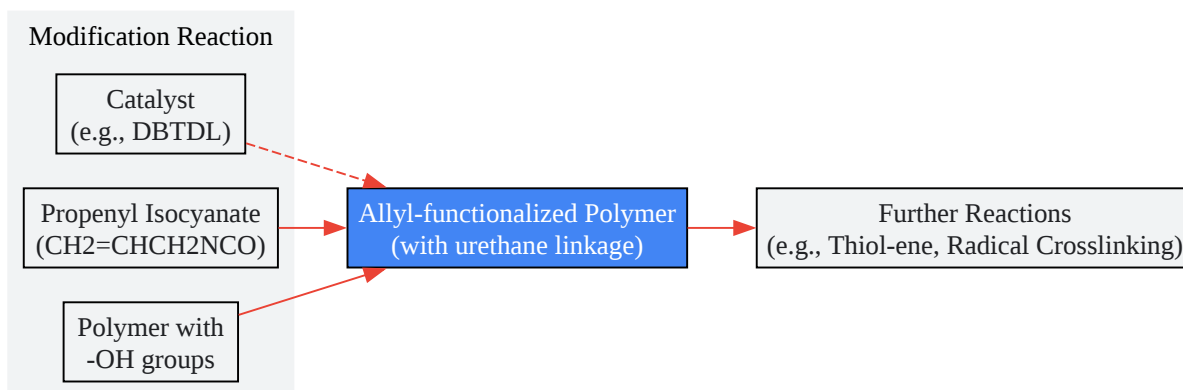 Modification Reaction
Catalyst
(e.g., DBTDL)
Propenyl Isocyanate
(CH2=CHCH2NCO)
Polymer with
-OH groups
Allyl-functionalized Polymer
(with urethane linkage)
Further Reactions
(e.g., Thiol-ene, Radical Crosslinking)